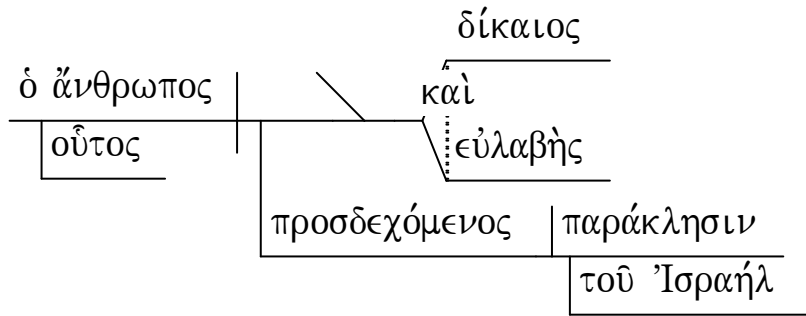 δίκαιος
ὁ ἄνθρωπος
καὶ
οὗτος
εὐλαβὴς
προσδεχόμενος παράκλησιν
τοῦ Ἰσραήλ